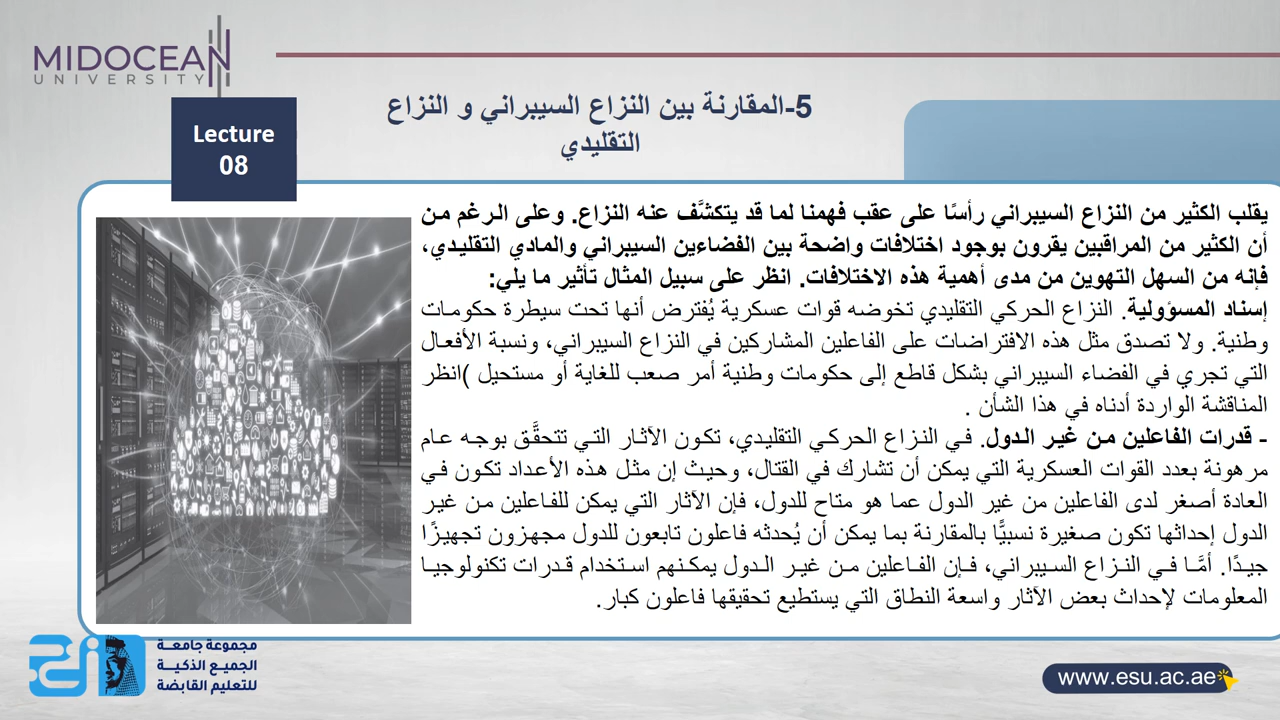 MIDOCEAN
UNIVERSITY
Lecture
08
5-المقارنة بين النزاع السيبراني و النزاع
التقليدي
يقلب الكثير من النزاع السيبراني رأسًا على عقب فهمنا لما قد يتكشَّف عنه النزاع. وعلى الرغم من
أن الكثير من المراقبين يقرون بوجود اختلافات واضحة بين الفضاءين السيبراني والمادي التقليدي،
فإنه من السهل التهوين من مدى أهمية هذه الاختلافات. انظر على سبيل المثال تأثير ما يلي:
إسناد المسؤولية. النزاع الحركي التقليدي تخوضه قوات عسكرية يُفترض أنها تحت سيطرة حكومات
وطنية. ولا تصدق مثل هذه الافتراضات على الفاعلين المشاركين في النزاع السيبراني، ونسبة الأفعال
التي تجري في الفضاء السيبراني بشكل قاطع إلى حكومات وطنية أمر صعب للغاية أو مستحيل )انظر
المناقشة الواردة أدناه في هذا الشأن .
- قدرات الفاعلين من غير الدول. في النزاع الحركي التقليدي، تكون الآثار التي تتحقَّق بوجه عام
مرهونة بعدد القوات العسكرية التي يمكن أن تشارك في القتال، وحيث إن مثل هذه الأعداد تكون في
العادة أصغر لدى الفاعلين من غير الدول عما هو متاح للدول، فإن الآثار التي يمكن للفاعلين من غير
الدول إحداثها تكون صغيرة نسبيًّا بالمقارنة بما يمكن أن يُحدثه فاعلون تابعون للدول مجهزون تجهيزًا
جيدًا. أمَّا في النزاع السيبراني، فإن الفاعلين من غير الدول يمكنهم استخدام قدرات تكنولوجيا
المعلومات لإحداث بعض الآثار واسعة النطاق التي يستطيع تحقيقها فاعلون كبار.
مجموعة جامعة
الجميع الذكية
للتعليم القابضة
www.esu.ac.ae